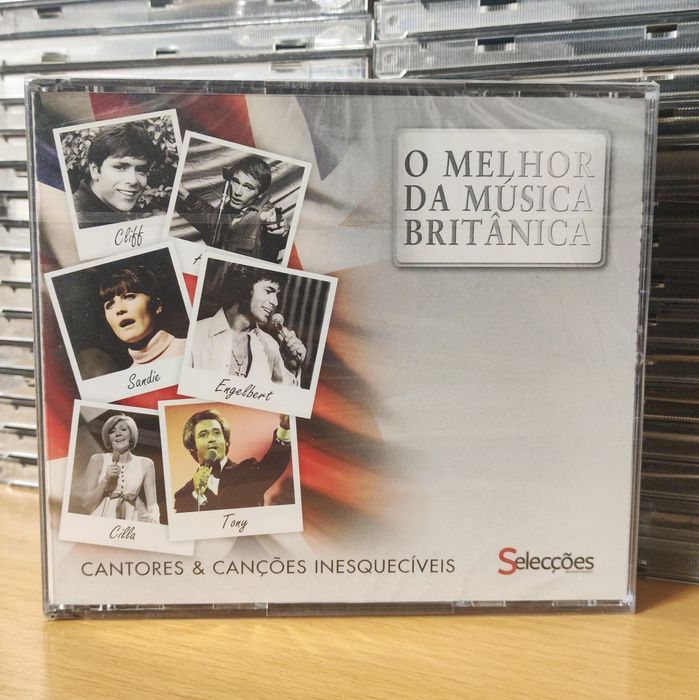 O MELHOR
DA MÚSICA
BRITÂNICA
Cliff
Sandie
Engelbert
Cilla
Tony
CANTORES & CANÇÕES INESQUECÍVEIS
Selecções